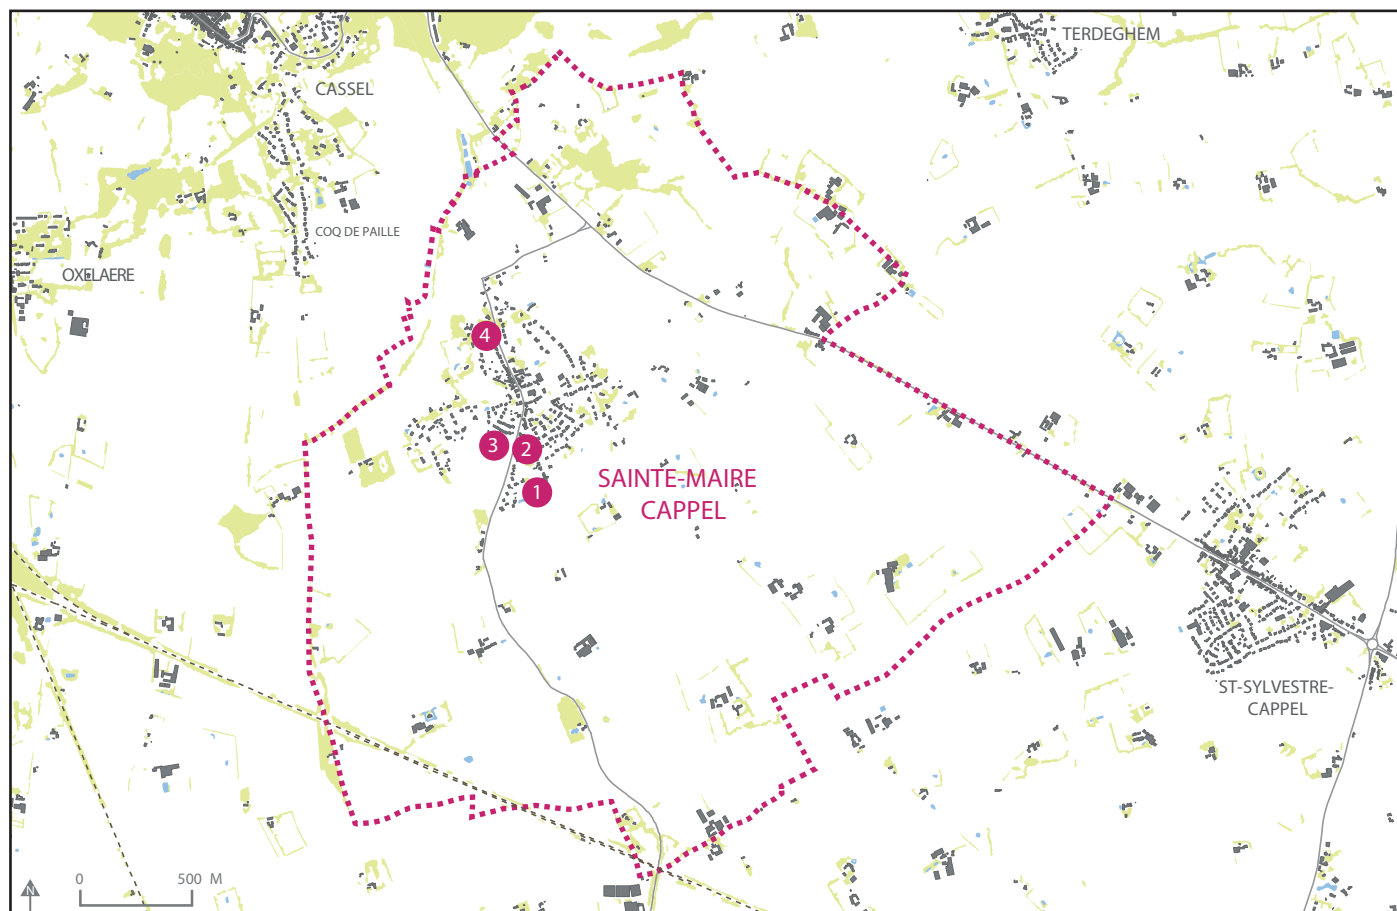 TERDEGHEM
CASSEL
COQ DE PAILLE
OXELAERE
4
3
2
1
SAINTE-MAIRE
CAPPEL
ST-SYLVESTRE-
CAPPEL
N
0 500 M